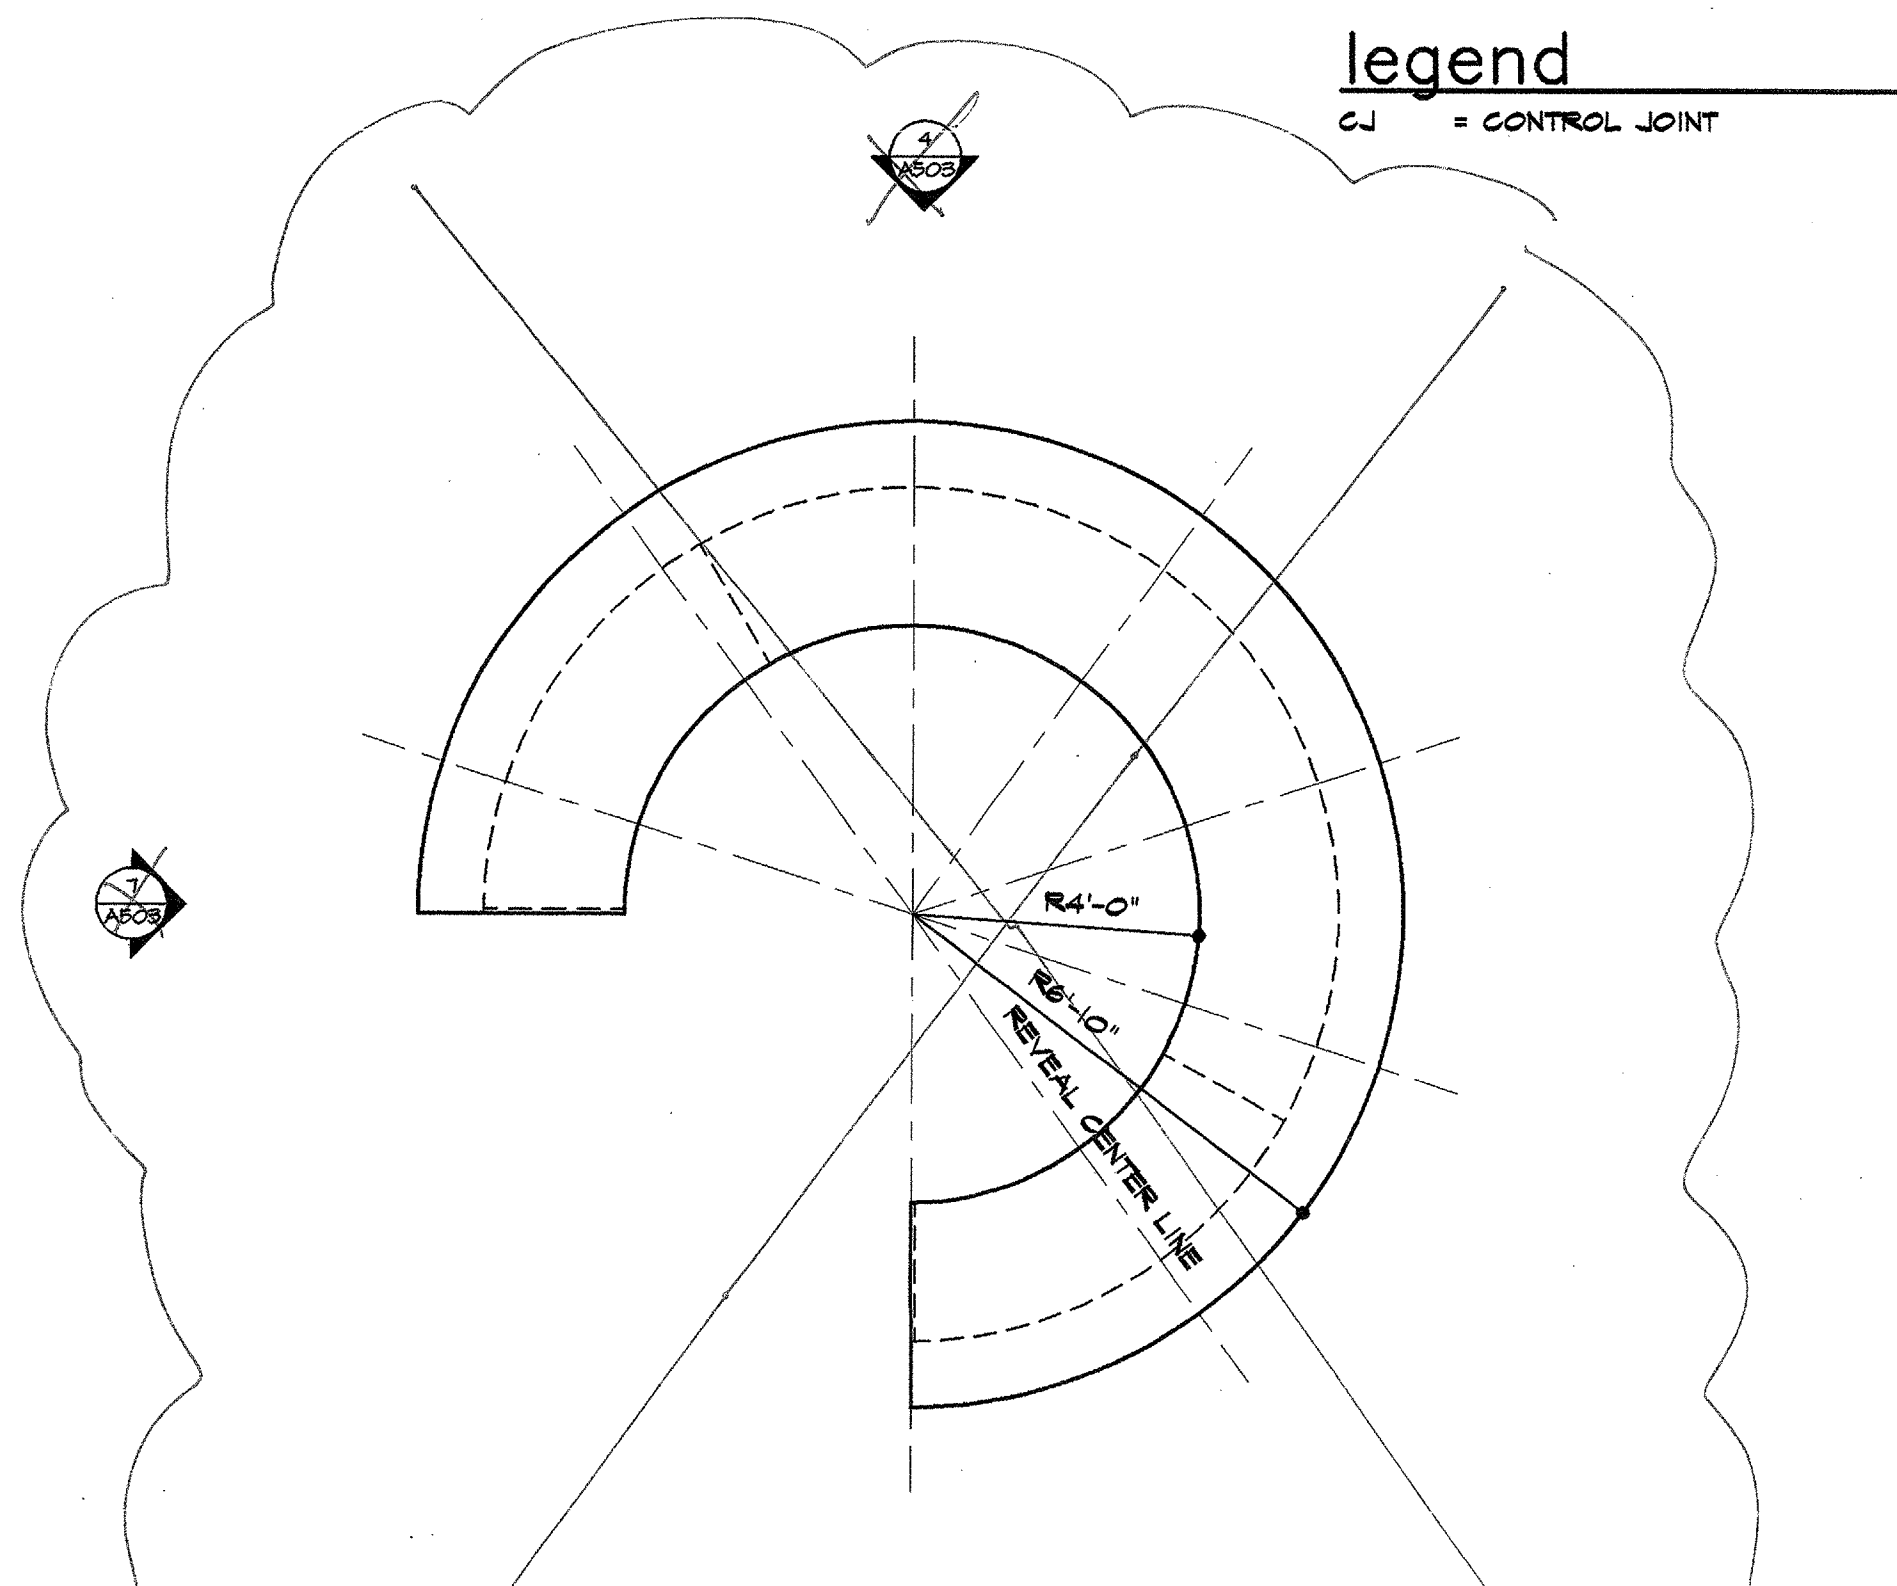 legend
CJ = CONTROL JOINT
4
A503
7
A503
R4'-0"
R6'-10"
REVEAL CENTER LINE